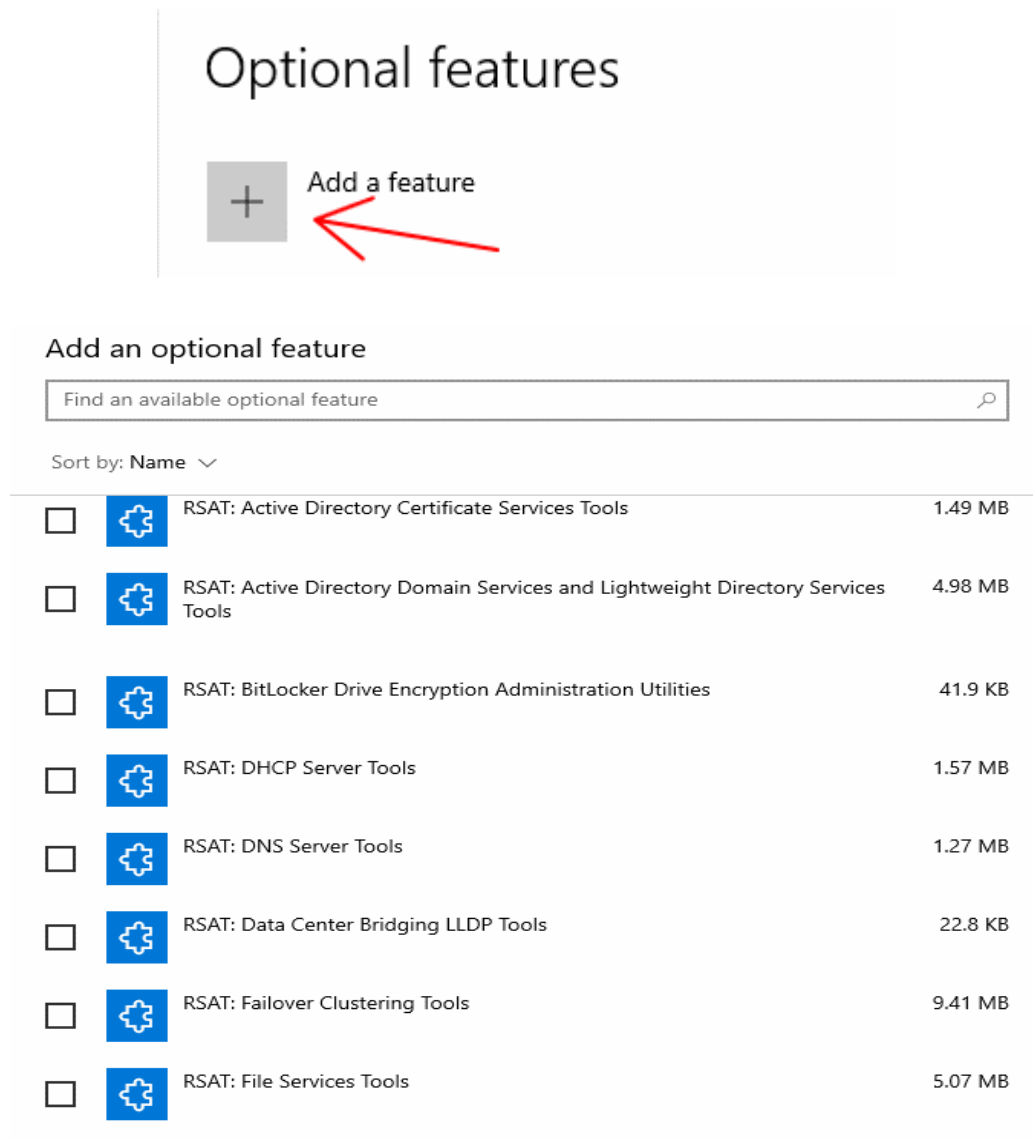 Optional features
Add a feature
Add an optional feature
Find an available optional feature
Sort by: Name
RSAT: Active Directory Certificate Services Tools 1.49 MB
RSAT: Active Directory Domain Services and Lightweight Directory Services 4.98 MB
Tools
RSAT: BitLocker Drive Encryption Administration Utilities 41.9 KB
RSAT: DHCP Server Tools 1.57 MB
RSAT: DNS Server Tools 1.27 MB
RSAT: Data Center Bridging LLDP Tools 22.8 KB
RSAT: Failover Clustering Tools 9.41 MB
RSAT: File Services Tools 5.07 MB